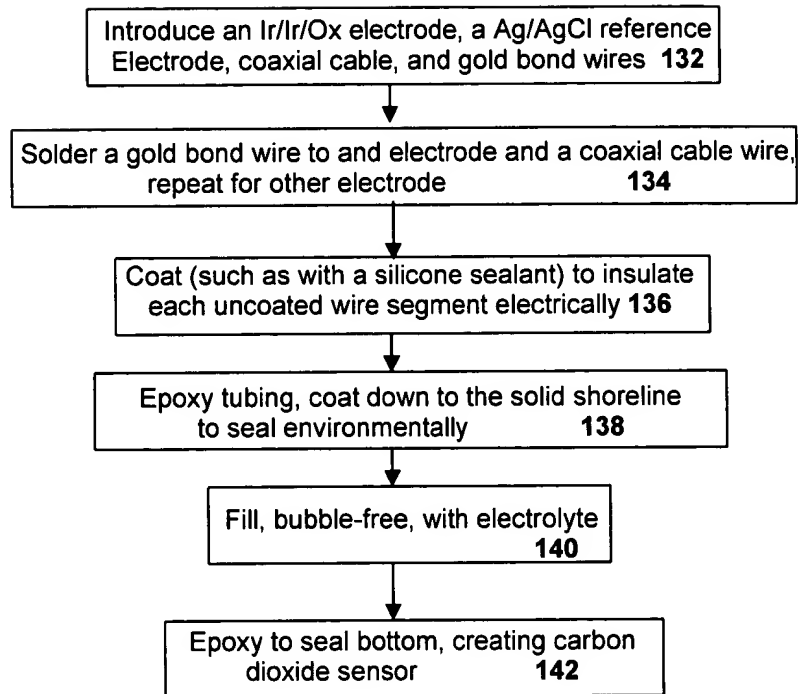 Introduce an Ir/Ir/Ox electrode, a Ag/AgCl reference
Electrode, coaxial cable, and gold bond wires 132
Solder a gold bond wire to and electrode and a coaxial cable wire,
repeat for other electrode 134
Coat (such as with a silicone sealant) to insulate
each uncoated wire segment electrically 136
Epoxy tubing, coat down to the solid shoreline
to seal environmentally 138
Fill, bubble-free, with electrolyte
140
Epoxy to seal bottom, creating carbon
dioxide sensor 142